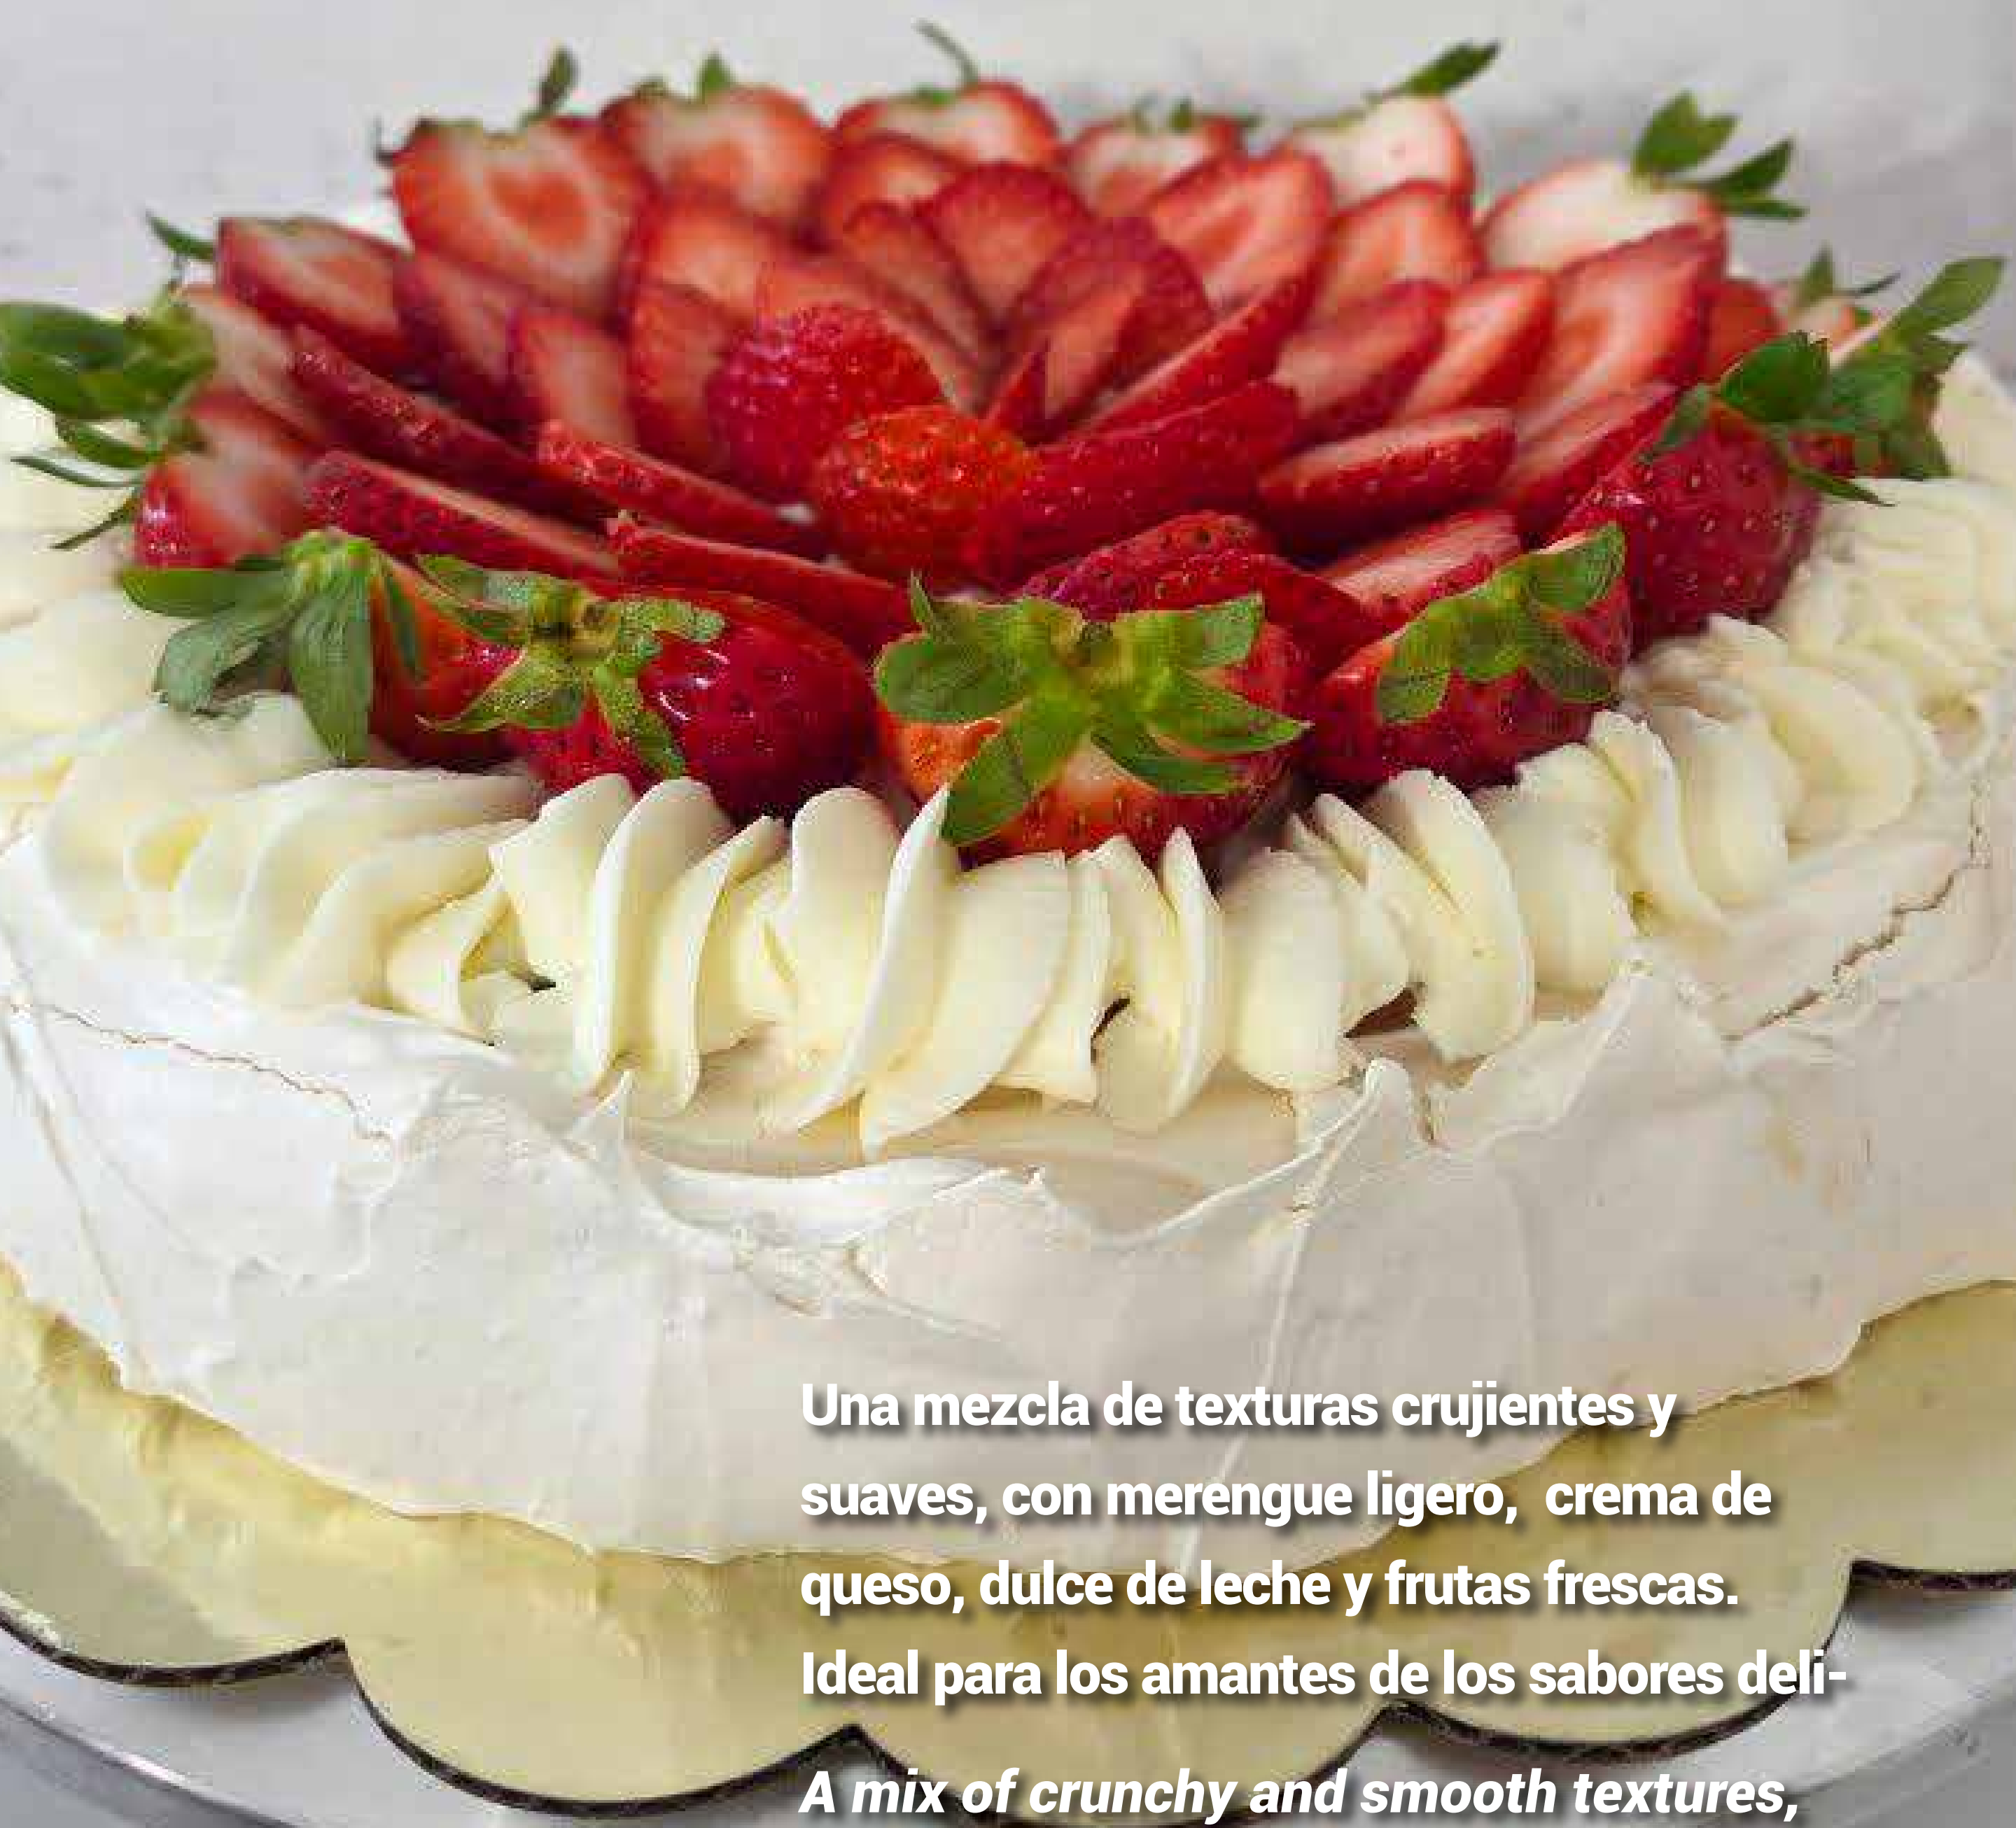 Una mezcla de texturas crujientes y
suaves, con merengue ligero,  crema de
queso, dulce de leche y frutas frescas.
Ideal para los amantes de los sabores deli-
A mix of crunchy and smooth textures,